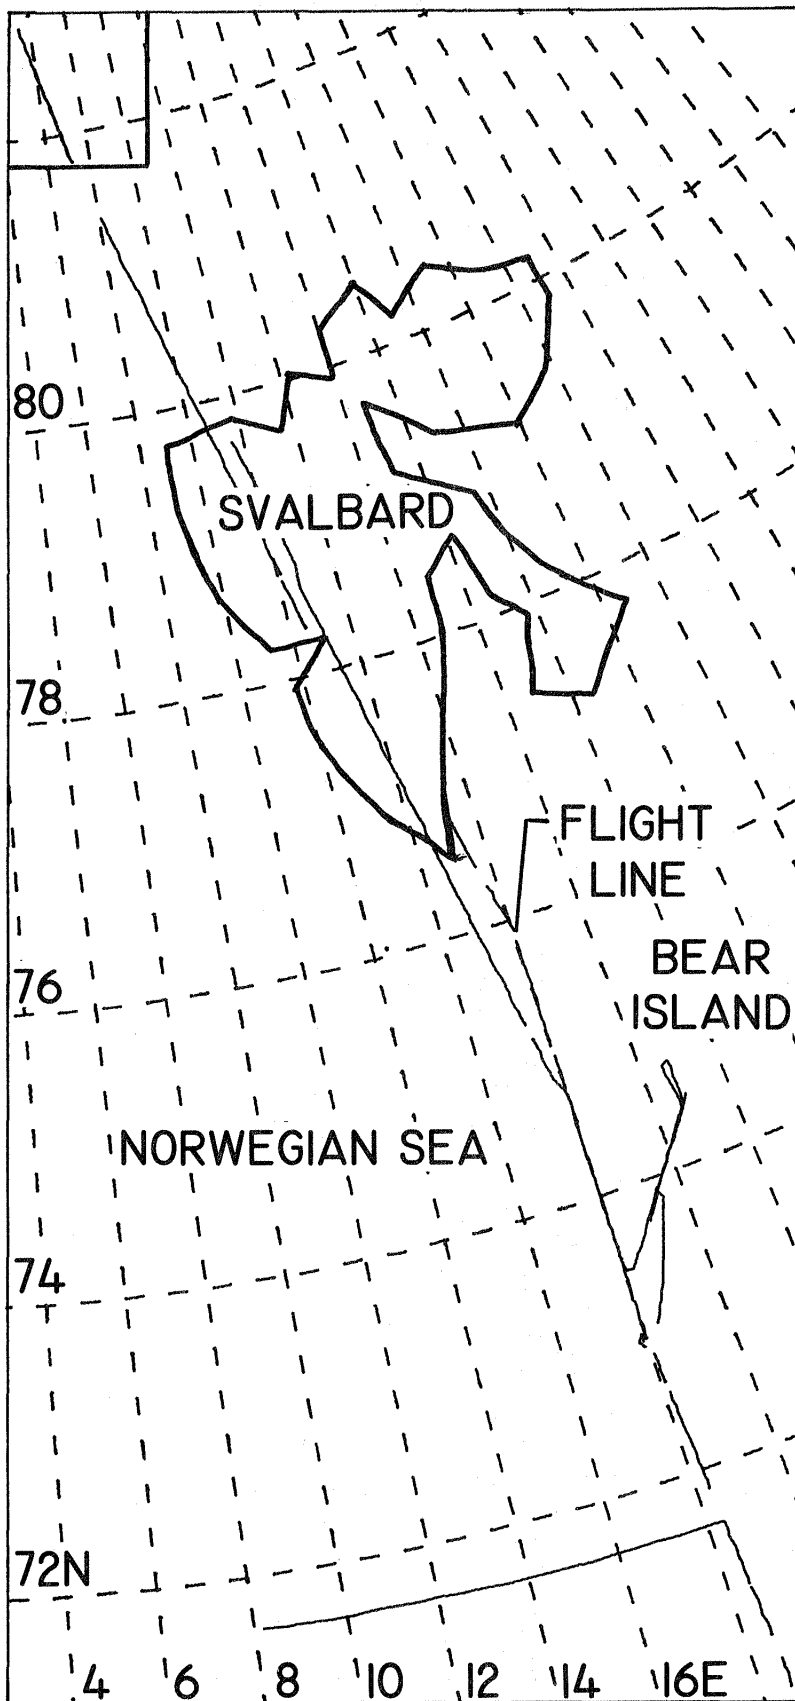 80
SVALBARD
78
FLIGHT
LINE
BEAR
ISLAND
76
NORWEGIAN SEA
74
72N
4 6 8 10 12 14 16E